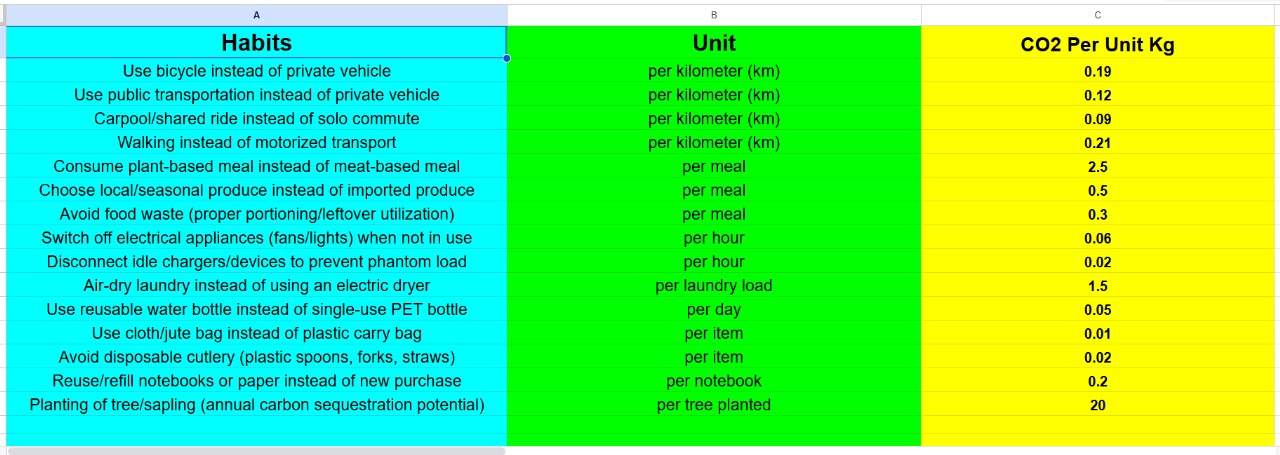 A B C
Habits Unit CO2 Per Unit Kg
Use bicycle instead of private vehicle per kilometer (km) 0.19
Use public transportation instead of private vehicle per kilometer (km) 0.12
Carpool/shared ride instead of solo commute per kilometer (km) 0.09
Walking instead of motorized transport per kilometer (km) 0.21
Consume plant-based meal instead of meat-based meal per meal 2.5
Choose local/seasonal produce instead of imported produce per meal 0.5
Avoid food waste (proper portioning/leftover utilization) per meal 0.3
Switch off electrical appliances (fans/lights) when not in use per hour 0.06
Disconnect idle chargers/devices to prevent phantom load per hour 0.02
Air-dry laundry instead of using an electric dryer per laundry load 1.5
Use reusable water bottle instead of single-use PET bottle per day 0.05
Use cloth/jute bag instead of plastic carry bag per item 0.01
Avoid disposable cutlery (plastic spoons, forks, straws) per item 0.02
Reuse/refill notebooks or paper instead of new purchase per notebook 0.2
Planting of tree/sapling (annual carbon sequestration potential) per tree planted 20